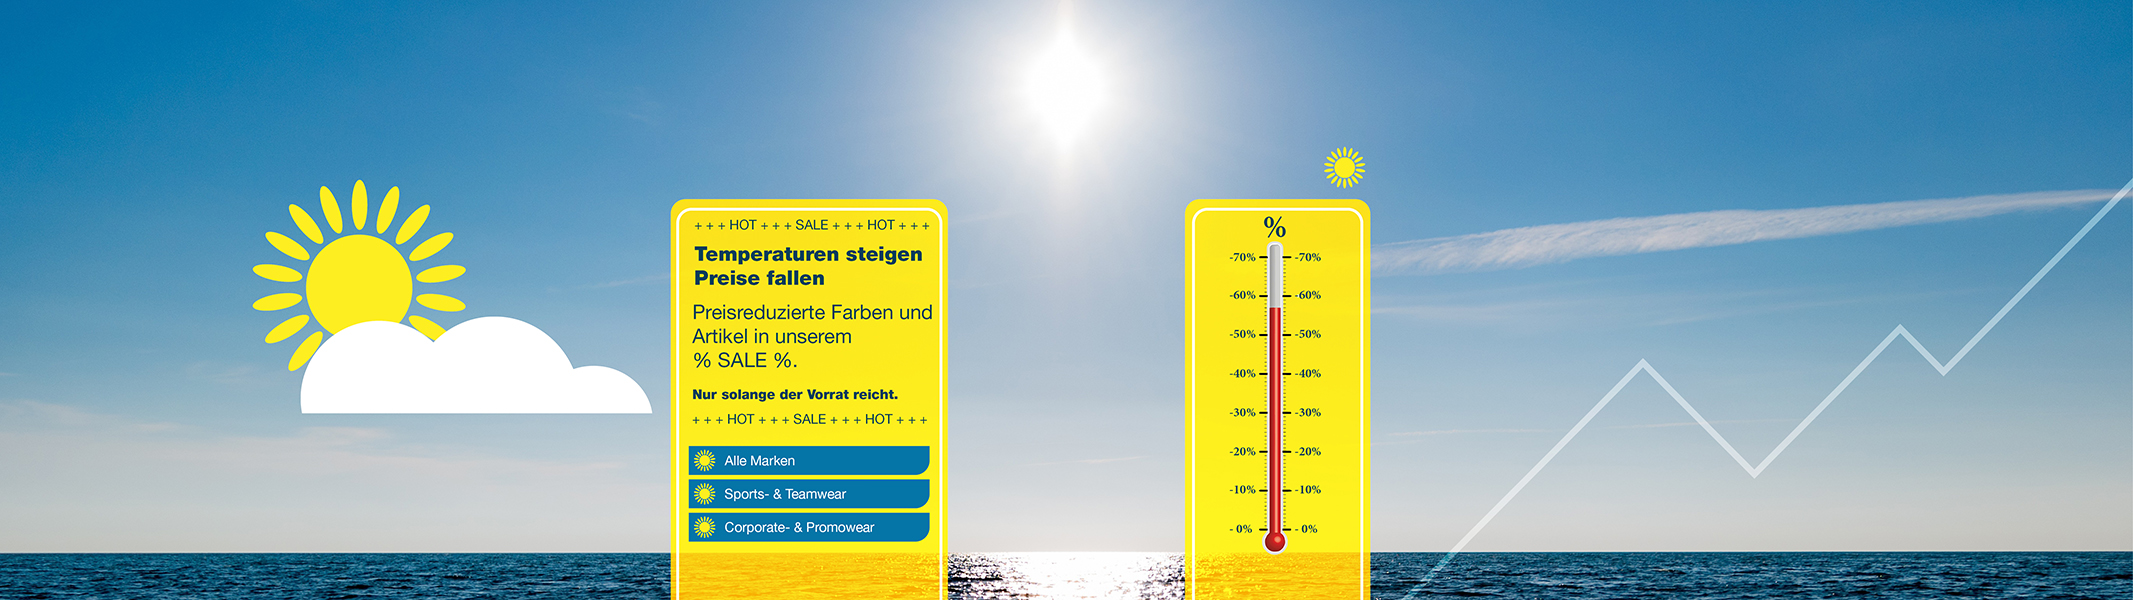 + + + HOT + + + SALE + + + HOT + + +
Temperaturen steigen
Preise fallen
Preisreduzierte Farben und
Artikel in unserem
% SALE %.
Nur solange der Vorrat reicht.
+ + + HOT + + + SALE + + + HOT + + +
Alle Marken
Sports- & Teamwear
Corporate- & Promowear
%
-70% -70%
-60% -60%
-50% -50%
-40% -40%
-30% -30%
-20% -20%
-10% -10%
- 0% - 0%